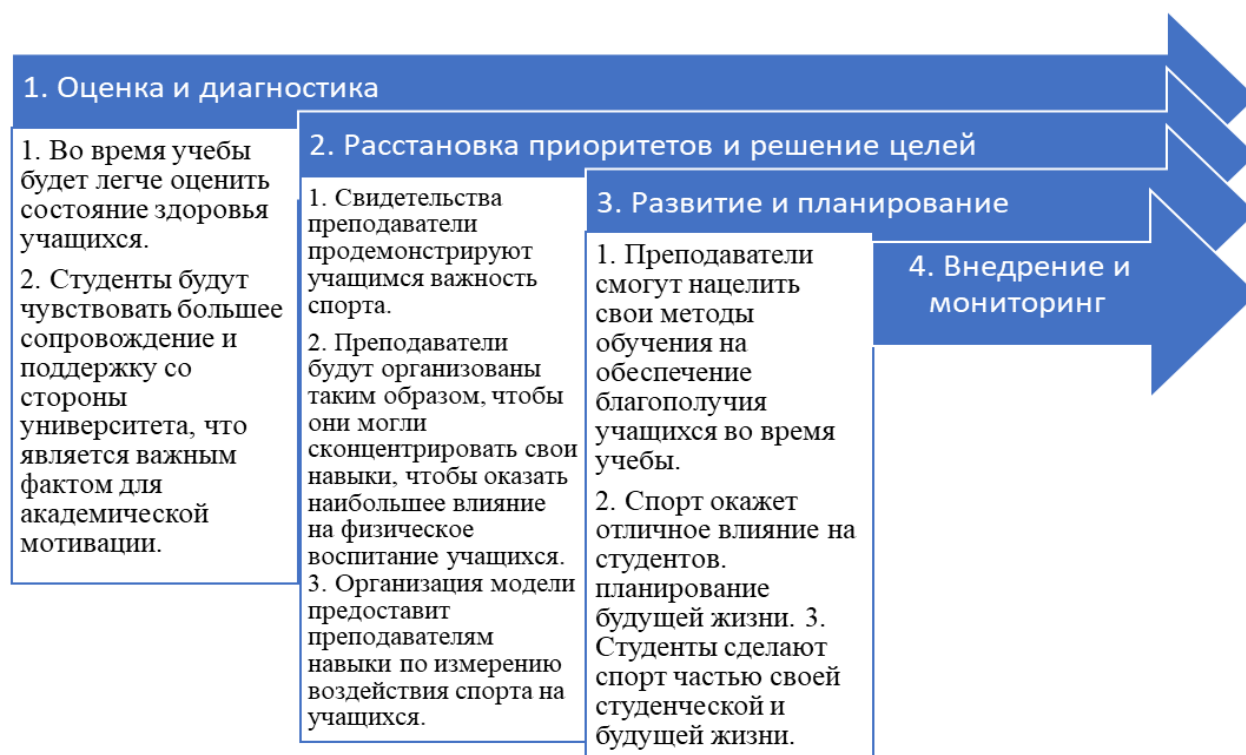 1. Оценка и диагностика
1. Во время учебы
будет легче оценить
состояние здоровья
учащихся.
2. Студенты будут
чувствовать большее
сопровождение и
поддержку со
стороны
университета, что
является важным
фактом для
академической
мотивации.
2. Расстановка приоритетов и решение целей
1. Свидетельства
преподаватели
продемонстрируют
учащимся важность
спорта.
2. Преподаватели
будут организованы
таким образом, чтобы
они могли
сконцентрировать свои
навыки, чтобы оказать
наибольшее влияние
на физическое
воспитание учащихся.
3. Организация модели
предоставит
преподавателям
навыки по измерению
воздействия спорта на
учащихся.
3. Развитие и планирование
1. Преподаватели
смогут нацелить
свои методы
обучения на
обеспечение
благополучия
учащихся во время
учебы.
2. Спорт окажет
отличное влияние на
студентов.
планирование
будущей жизни. 3.
Студенты сделают
спорт частью своей
студенческой и
будущей жизни.
4. Внедрение и
мониторинг